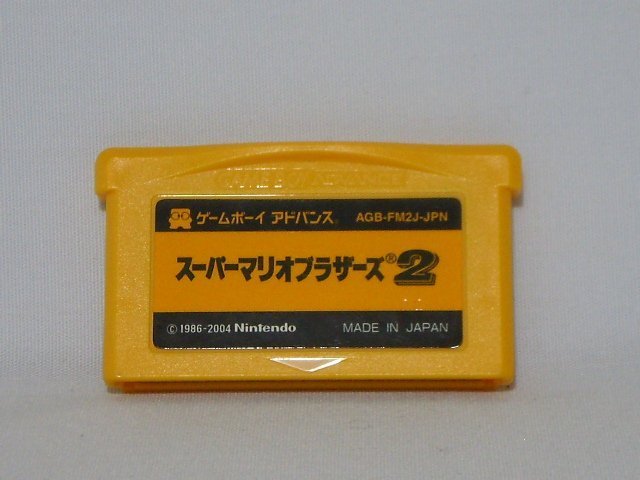 ゲームボーイ アドバンス AGB-FM2J-JPN
スーパーマリオブラザーズ® 2
© 1986-2004 Nintendo MADE IN JAPAN